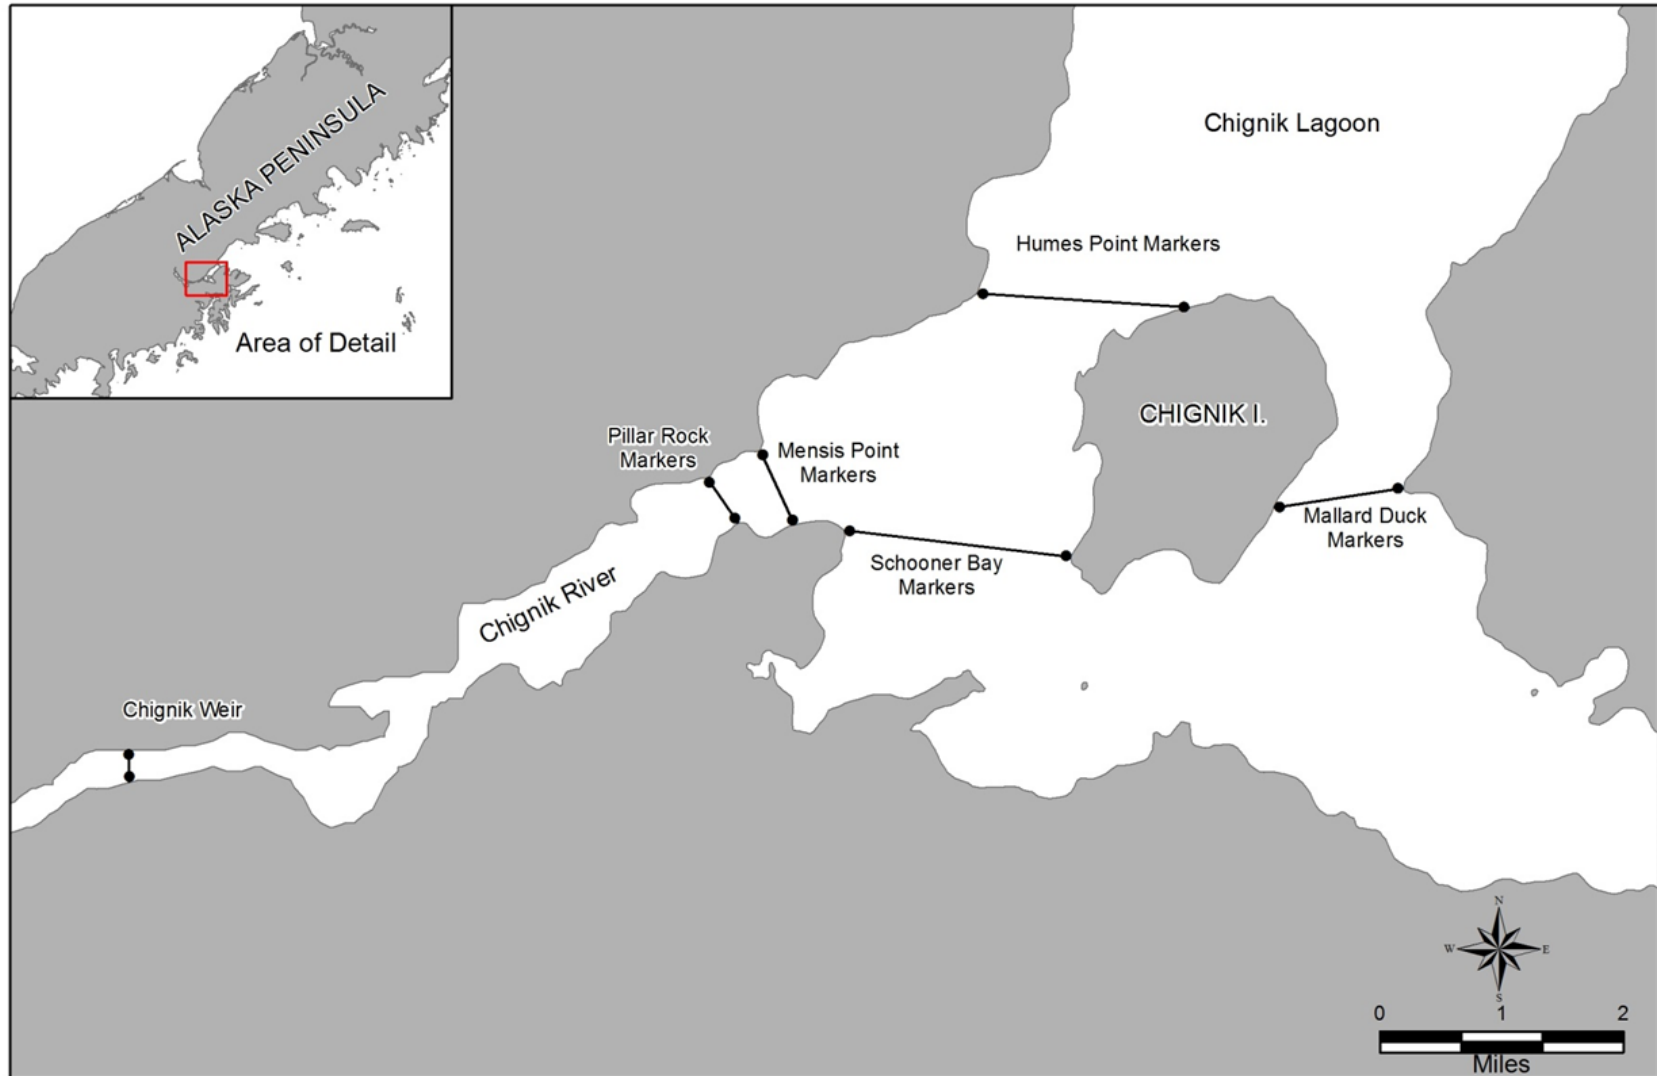 ALASKA PENINSULA
Area of Detail
Chignik Lagoon
Humes Point Markers
CHIGNIK I.
Pillar Rock
Markers
Mensis Point
Markers
Mallard Duck
Markers
Schooner Bay
Markers
Chignik River
Chignik Weir
N
W E
S
0 1 2
Miles